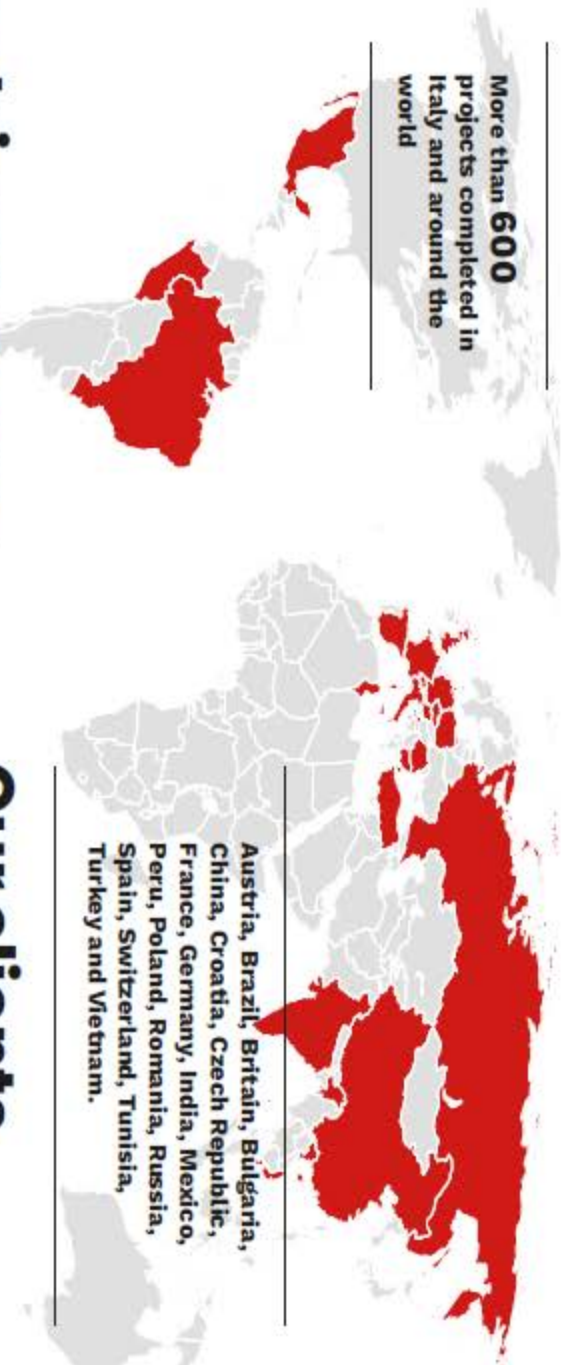 More than 600
projects completed in
Italy and around the
world
Austria, Brazil, Britain, Bulgaria,
China, Croatia, Czech Republic,
France, Germany, India, Mexico,
Peru, Poland, Romania, Russia,
Spain, Switzerland, Tunisia,
Turkey and Vietnam.